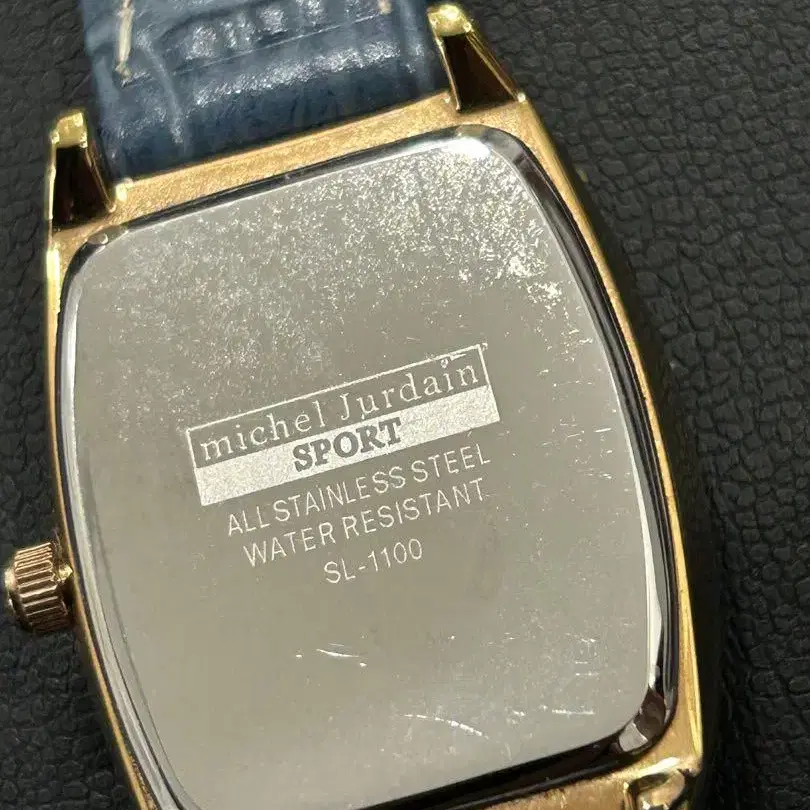 michel Jurdain
SPORT
ALL STAINLESS STEEL
WATER RESISTANT
SL-1100